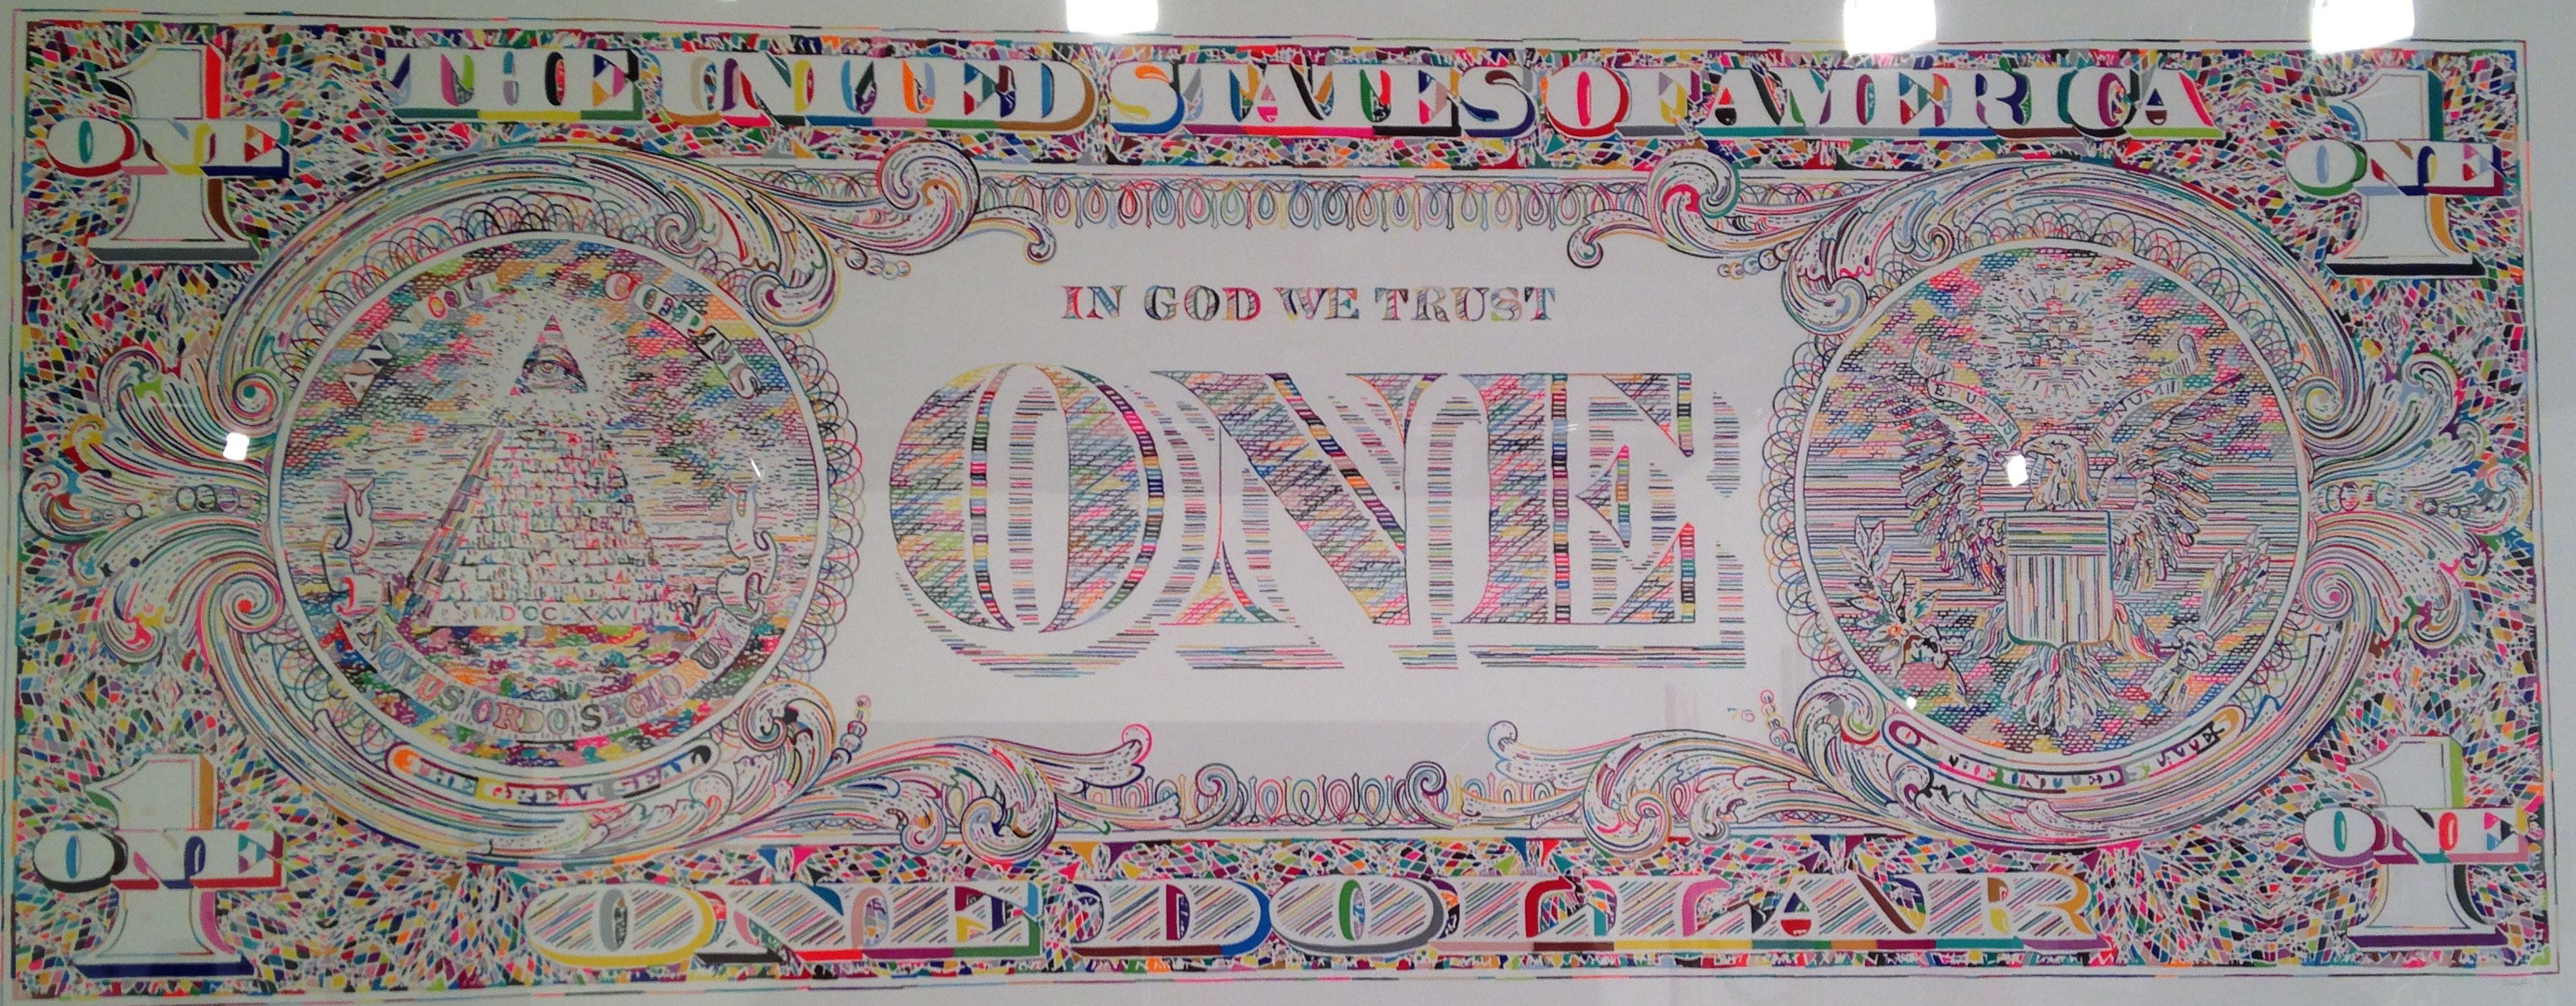 THE UNITED STATES OF AMERICA
1
ONE
1
ONE
IN GOD WE TRUST
ANNUIT COEPTIS
E PLURIBUS UNUM
ONE
MDCCLXXVI
NOVUS ORDO SECLORUM
THE GREAT SEAL
OF THE UNITED STATES
76
1
ONE
1
ONE
ONE DOLLAR